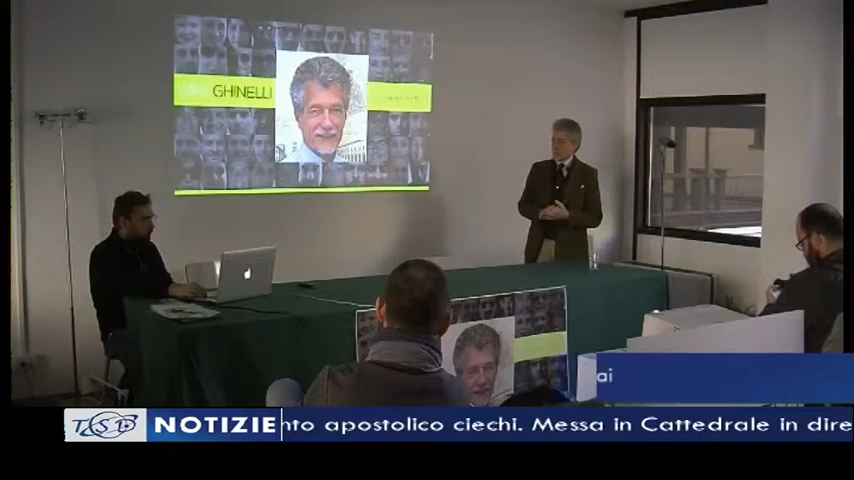 GHINELLI
ai
TSD NOTIZIE nto apostolico ciechi. Messa in Cattedrale in dire